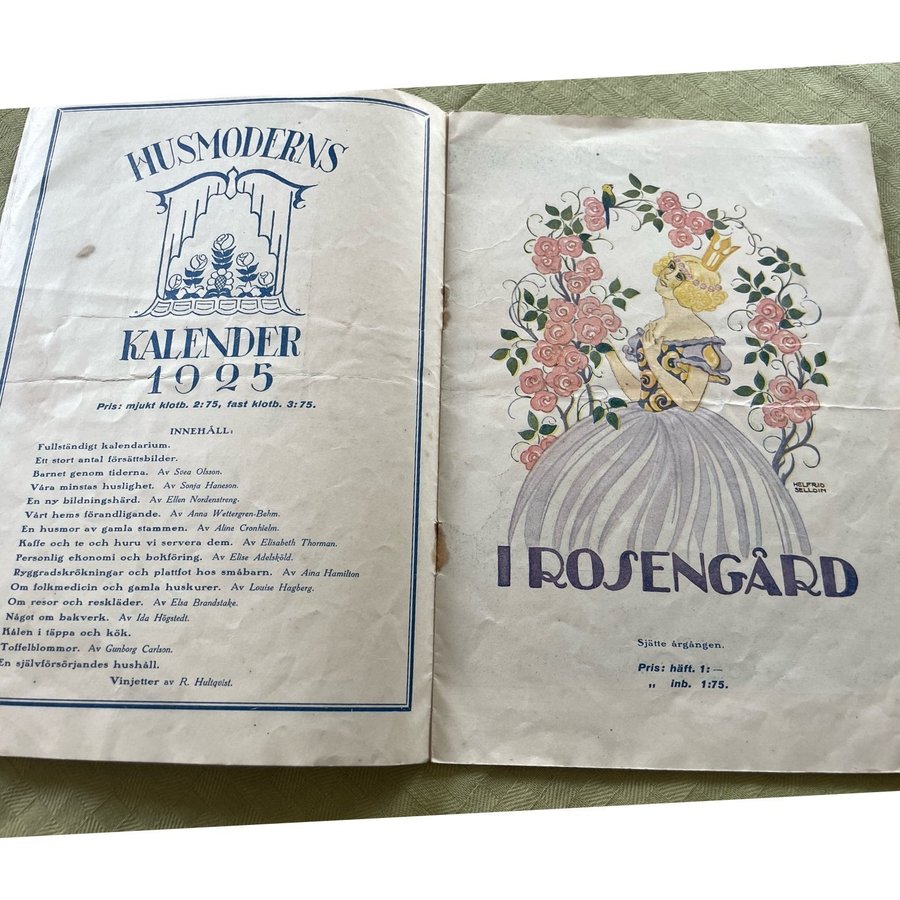 HUSMODERNS
KALENDER
1925
Pris: mjukt klotb. 2:75, fast klotb. 3:75.
INNEHÅLL:
Fullständigt kalendarium.
Ett stort antal försättsbilder.
Barnet genom tiderna. Av Svea Olsson.
Våra minstas huslighet. Av Sonja Haneson.
En ny bildningshärd. Av Ellen Nordenstreng.
Vårt hems förandligande. Av Anna Wettergren-Behm.
En husmor av gamla stammen. Av Aline Cronhielm.
Kaffe och te och huru vi servera dem. Av Elisabeth Thorman.
Personlig ekonomi och bokföring. Av Elise Adelsköld.
Ryggradskrökningar och plattfot hos småbarn. Av Aina Hamilton
Om folkmedicin och gamla huskurer. Av Louise Hagberg.
Om resor och reskläder. Av Elsa Brandstake.
Något om bakverk. Av Ida Högstedt.
Kålen i täppa och kök.
Toffelblommor. Av Gunborg Carlson.
En självförsörjandes hushåll.
Vinjetter av R. Hultqvist.
HELFRID
SELLDIN
I ROSENGÅRD
Sjätte årgången.
Pris: häft. 1: —
„ inb. 1:75.